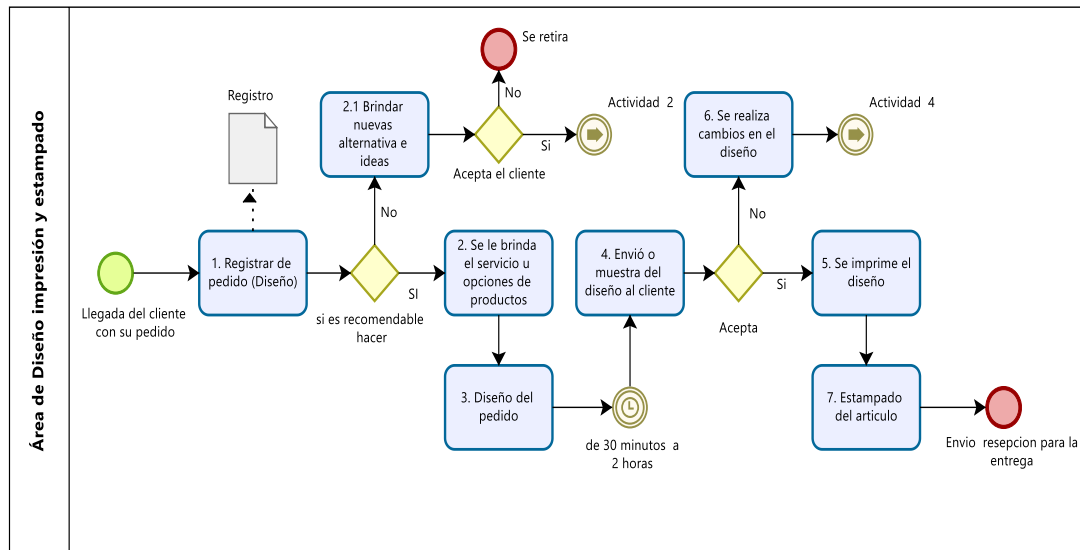 Área de Diseño impresión y estampado
Se retira
No
Registro
2.1 Brindar
nuevas
alternativa e
ideas
Acepta el cliente
Si
Actividad 2
6. Se realiza
cambios en el
diseño
Actividad 4
No
No
Llegada del cliente
con su pedido
1. Registrar de
pedido (Diseño)
si es recomendable
hacer
SI
2. Se le brinda
el servicio u
opciones de
productos
4. Envió o
muestra del
diseño al cliente
Acepta
Si
5. Se imprime el
diseño
3. Diseño del
pedido
de 30 minutos a
2 horas
7. Estampado
del articulo
Envio resepcion para la
entrega